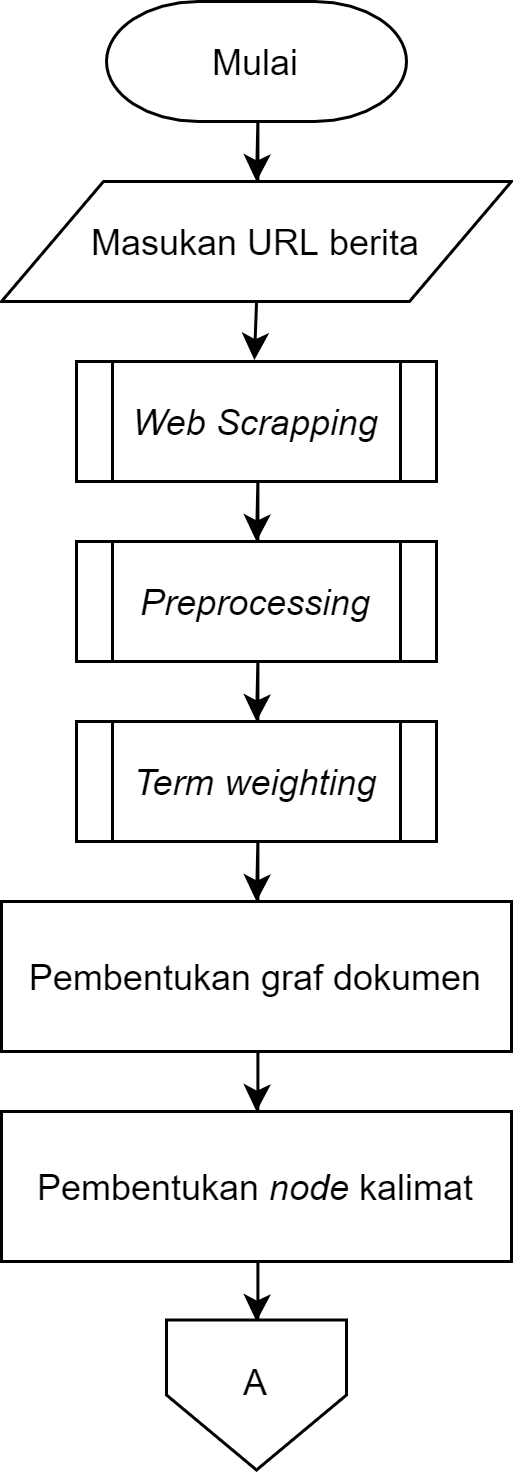 Mulai
Masukan URL berita
Web Scrapping
Preprocessing
Term weighting
Pembentukan graf dokumen
Pembentukan node kalimat
A